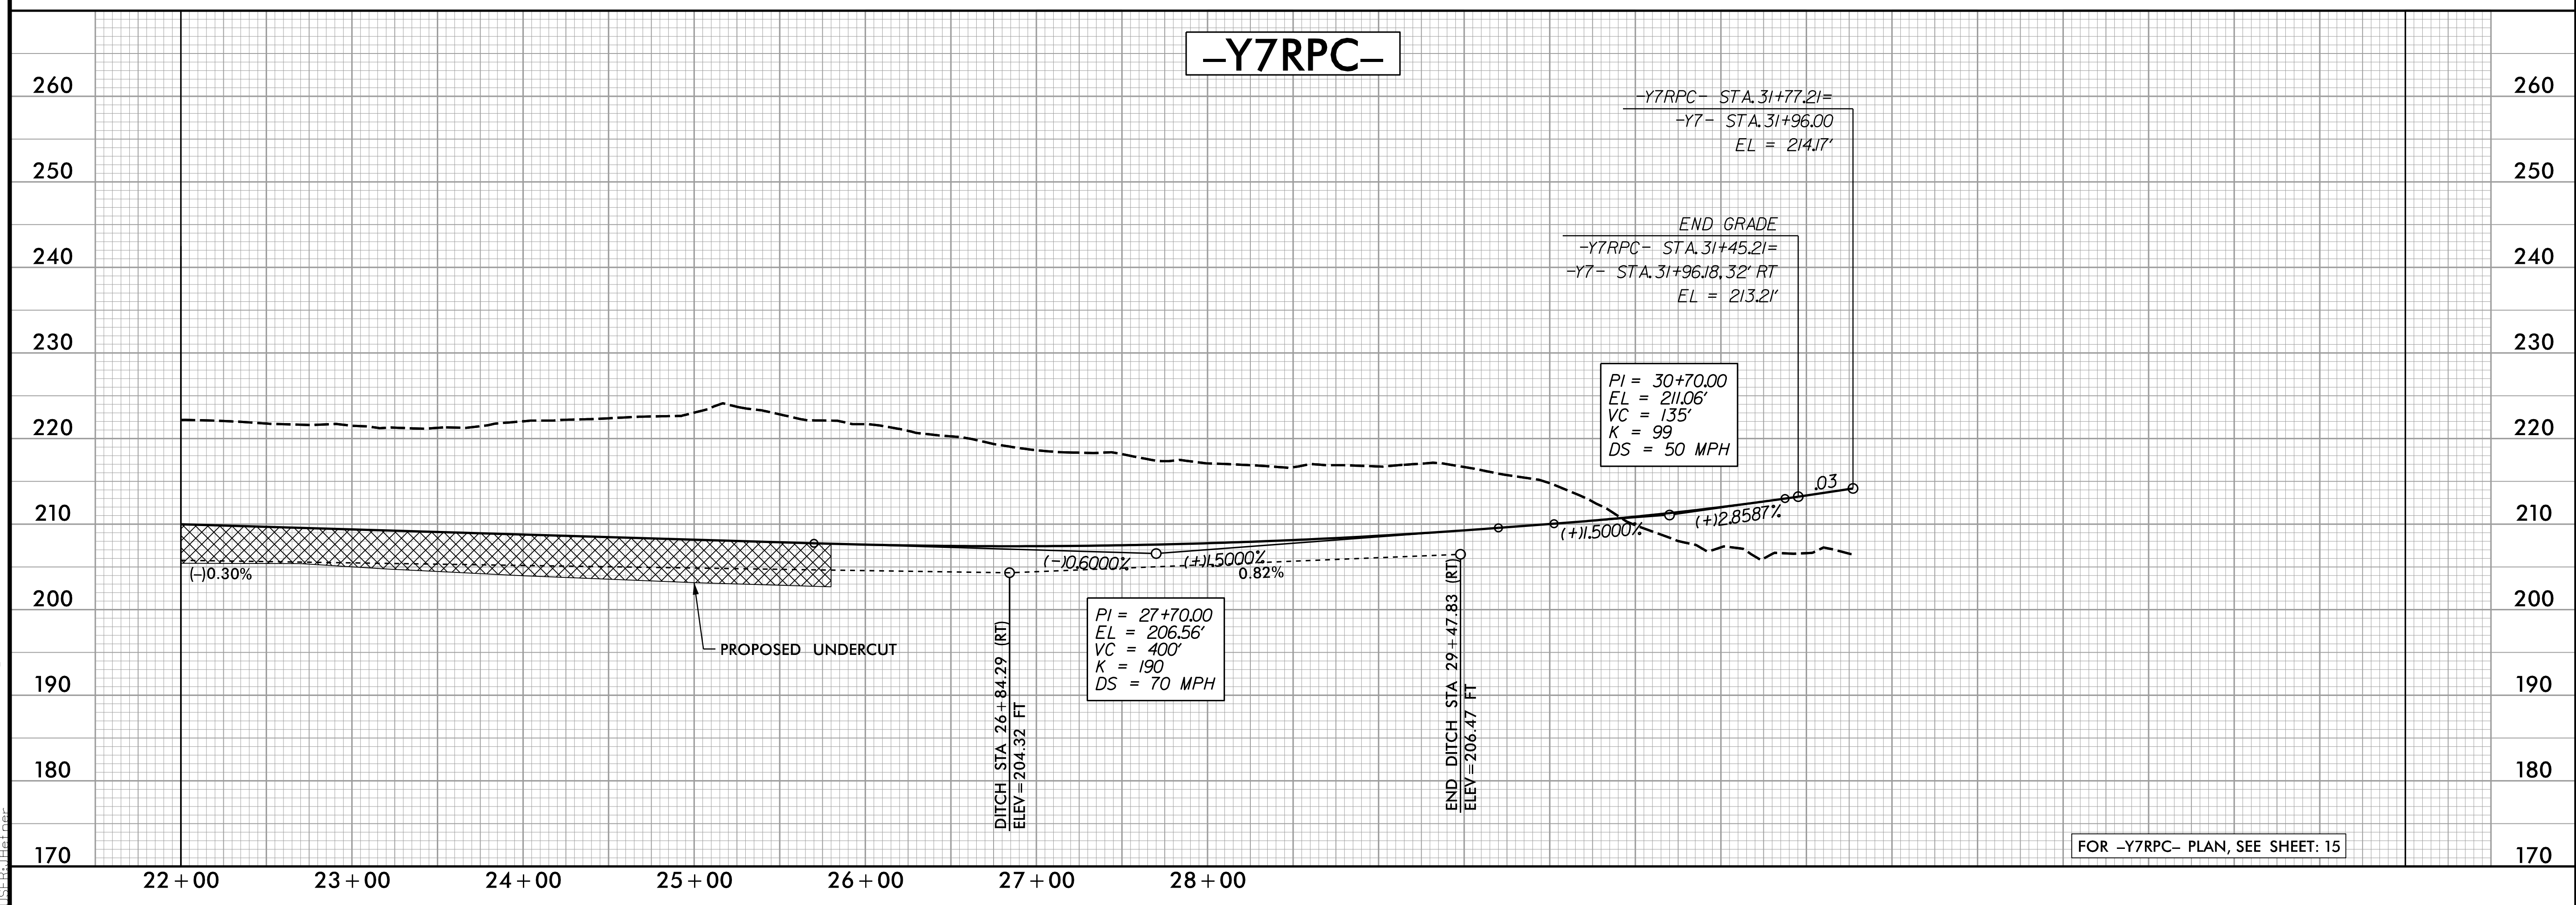 –Y7RPC–
260
250
240
230
220
210
200
190
180
170
260
250
240
230
220
210
200
190
180
170
-Y7RPC- STA.31+77.21=
-Y7- STA.31+96.00
EL = 214.17'
END GRADE
-Y7RPC- STA.31+45.21=
-Y7- STA.31+96.18, 32' RT
EL = 213.21'
PI = 30+70.00
EL = 211.06'
VC = 135'
K = 99
DS = 50 MPH
.03
(+)2.8587%
(+)1.5000%
(–)0.30%
(-)0.6000%
(+)1.5000%
0.82%
PROPOSED UNDERCUT
DITCH STA 26+84.29 (RT)
ELEV=204.32 FT
PI = 27+70.00
EL = 206.56'
VC = 400'
K = 190
DS = 70 MPH
END DITCH STA 29+47.83 (RT)
ELEV=206.47 FT
FOR –Y7RPC– PLAN, SEE SHEET: 15
22+00 23+00 24+00 25+00 26+00 27+00 28+00